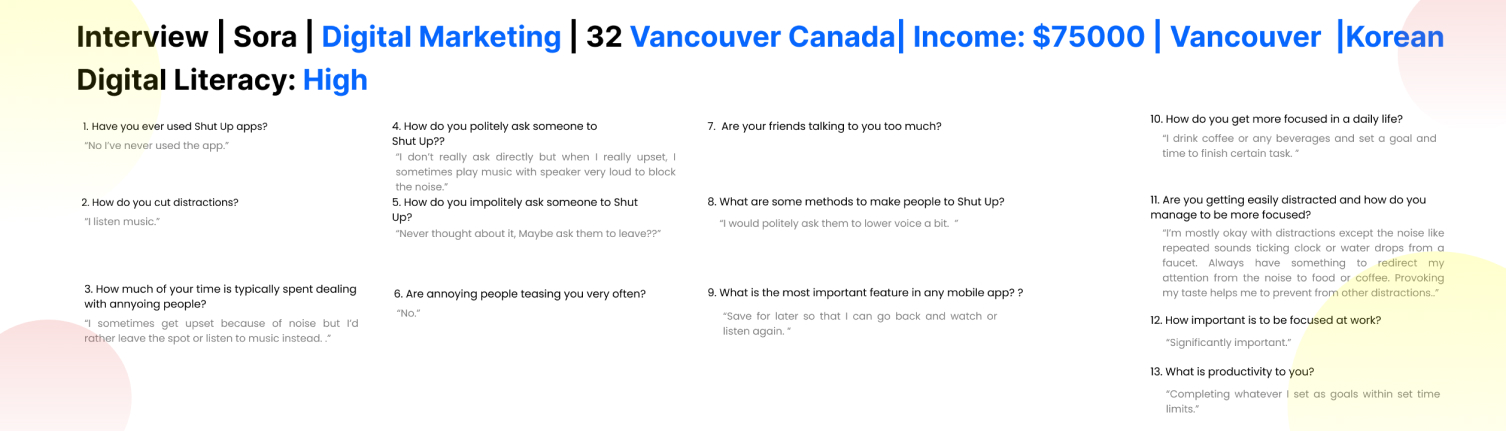 Interview | Sora | Digital Marketing | 32 Vancouver Canada| Income: $75000 | Vancouver |Korean
Digital Literacy: High
1. Have you ever used Shut Up apps?
“No I’ve never used the app.”
2. How do you cut distractions?
“I listen music.”
3. How much of your time is typically spent dealing
with annyoing people?
“I sometimes get upset because of noise but I’d
rather leave the spot or listen to music instead. .”
4. How do you politely ask someone to
Shut Up??
“I don’t really ask directly but when I really upset, I
sometimes play music with speaker very loud to block
the noise.”
5. How do you impolitely ask someone to Shut
Up?
“Never thought about it, Maybe ask them to leave??”
6. Are annoying people teasing you very often?
“No.”
7. Are your friends talking to you too much?
8. What are some methods to make people to Shut Up?
“I would politely ask them to lower voice a bit. ”
9. What is the most important feature in any mobile app? ?
“Save for later so that I can go back and watch or
listen again. ”
10. How do you get more focused in a daily life?
“I drink coffee or any beverages and set a goal and
time to finish certain task. ”
11. Are you getting easily distracted and how do you
manage to be more focused?
“I’m mostly okay with distractions except the noise like
repeated sounds ticking clock or water drops from a
faucet. Always have something to redirect my
attention from the noise to food or coffee. Provoking
my taste helps me to prevent from other distractions..”
12. How important is to be focused at work?
“Significantly important.”
13. What is productivity to you?
“Completing whatever I set as goals within set time
limits.”